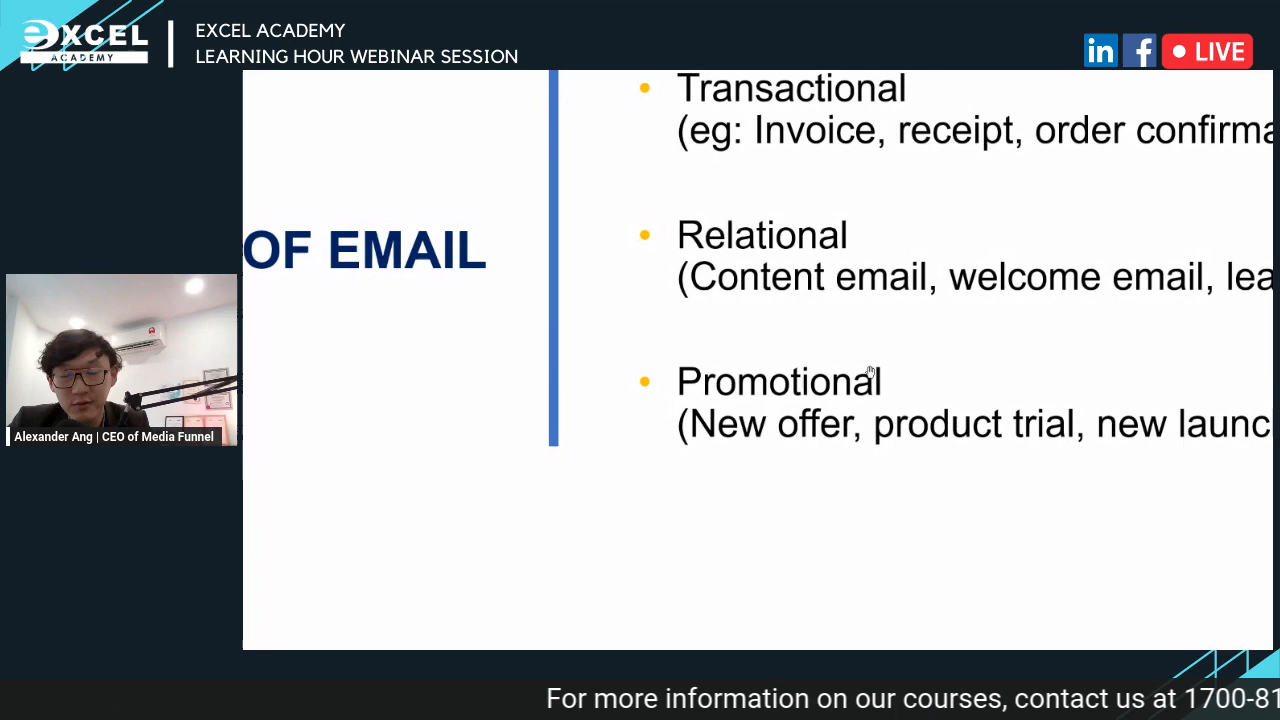 eXCEL
ACADEMY
EXCEL ACADEMY
LEARNING HOUR WEBINAR SESSION
in
f
LIVE
OF EMAIL
• Transactional
(eg: Invoice, receipt, order confirma
• Relational
(Content email, welcome email, lea
• Promotional
(New offer, product trial, new launc
Alexander Ang | CEO of Media Funnel
For more information on our courses, contact us at 1700-81